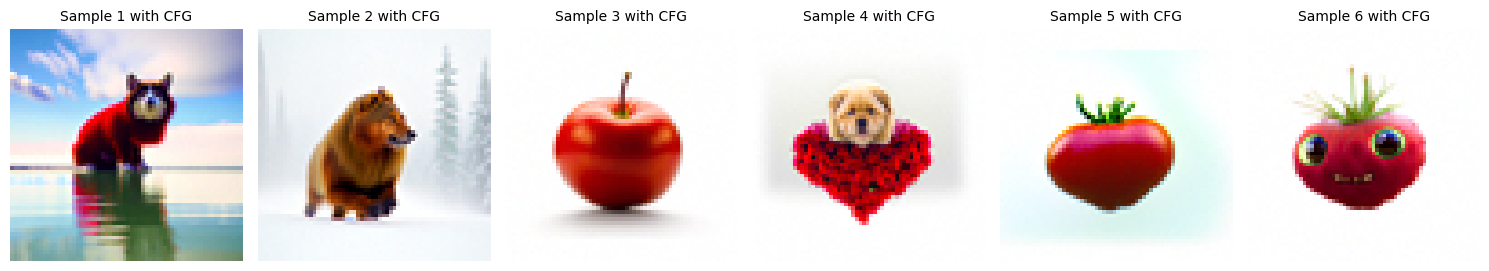 Sample 1 with CFG
Sample 2 with CFG
Sample 3 with CFG
Sample 4 with CFG
Sample 5 with CFG
Sample 6 with CFG